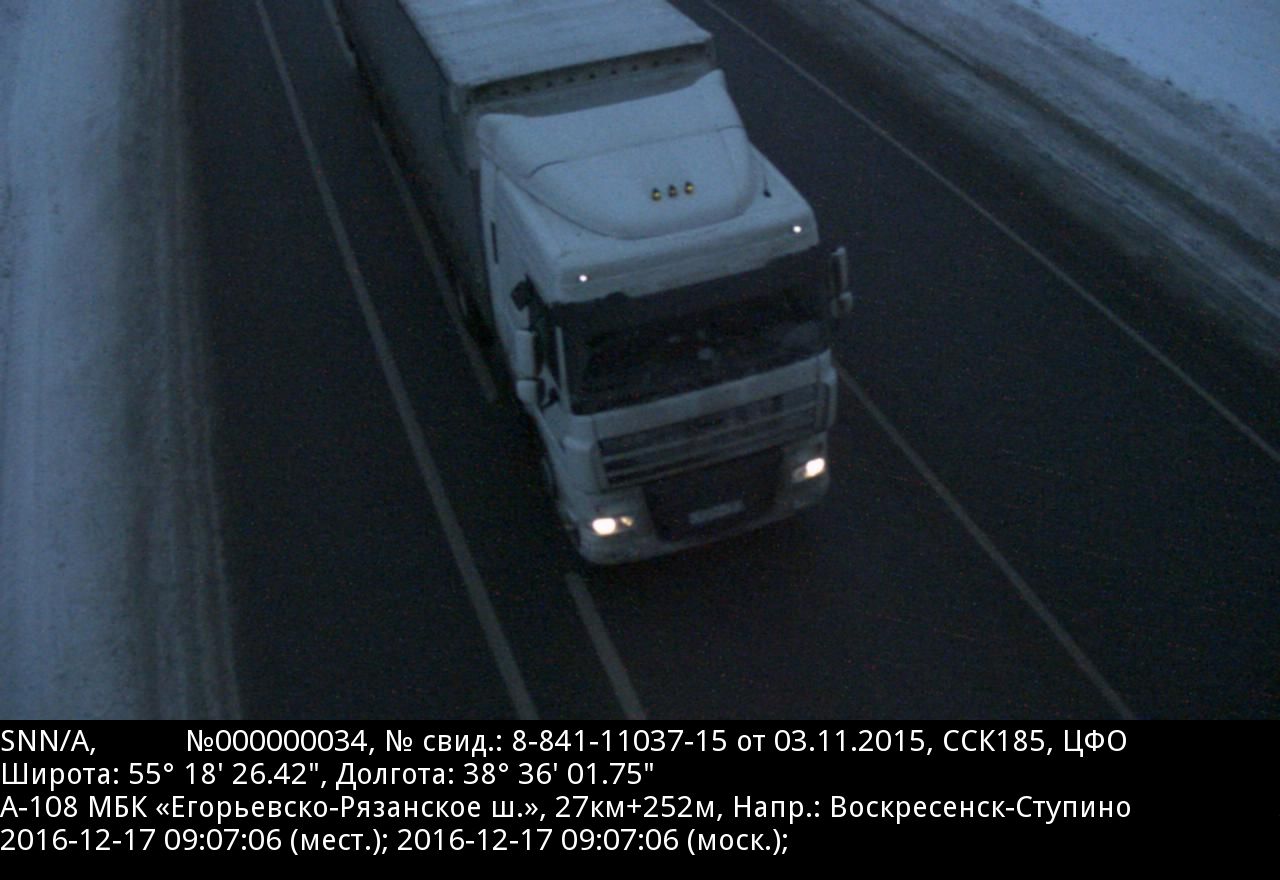 SNN/A, №000000034, № свид.: 8-841-11037-15 от 03.11.2015, ССК185, ЦФО
Широта: 55° 18' 26.42", Долгота: 38° 36' 01.75"
А-108 МБК «Егорьевско-Рязанское ш.», 27км+252м, Напр.: Воскресенск-Ступино
2016-12-17 09:07:06 (мест.); 2016-12-17 09:07:06 (моск.);